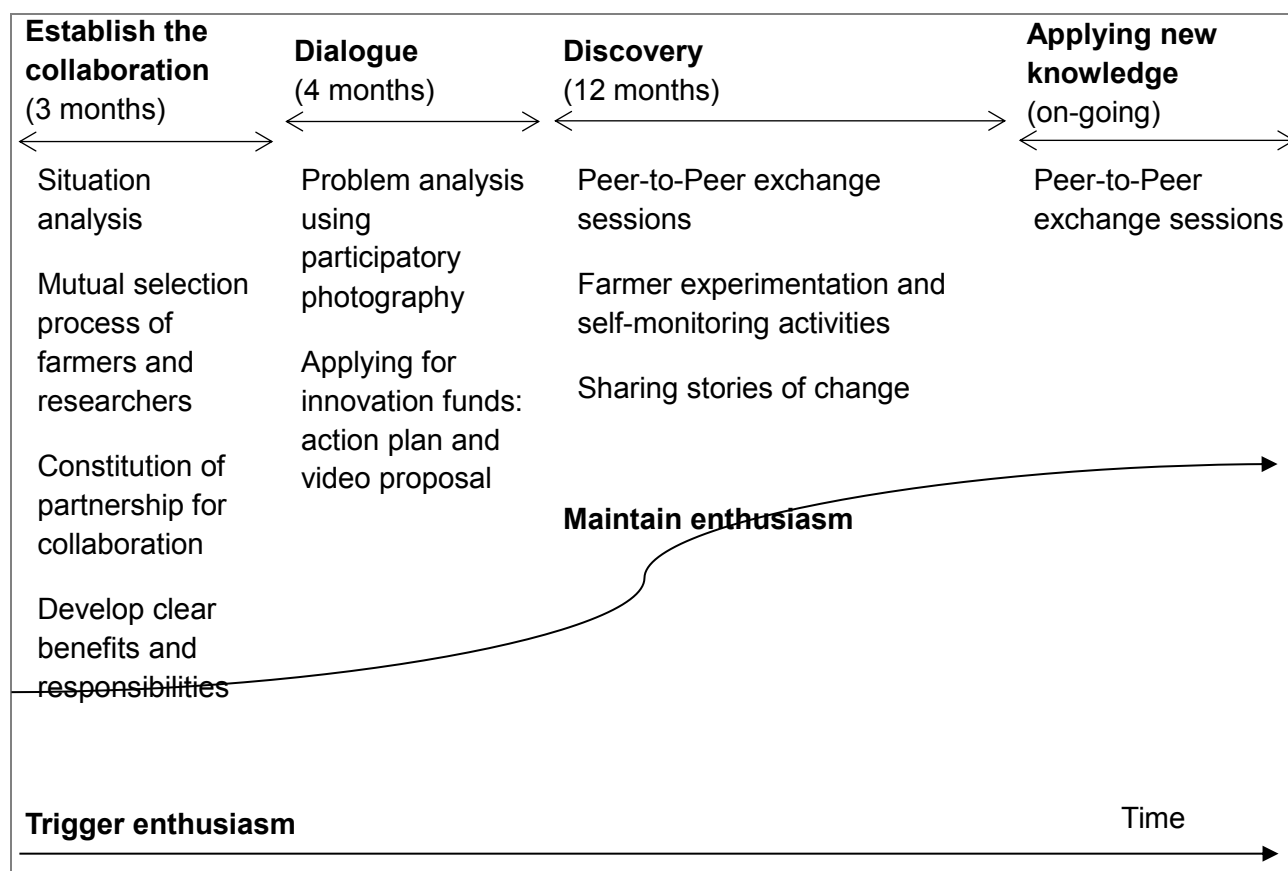 Establish the
collaboration
(3 months)
Situation
analysis
Mutual selection
process of
farmers and
researchers
Constitution of
partnership for
collaboration
Develop clear
benefits and
responsibilities
Dialogue
(4 months)
Problem analysis
using
participatory
photography
Applying for
innovation funds:
action plan and
video proposal
Discovery
(12 months)
Peer-to-Peer exchange
sessions
Farmer experimentation and
self-monitoring activities
Sharing stories of change
Maintain enthusiasm
Applying new
knowledge
(on-going)
Peer-to-Peer
exchange sessions
Trigger enthusiasm
Time